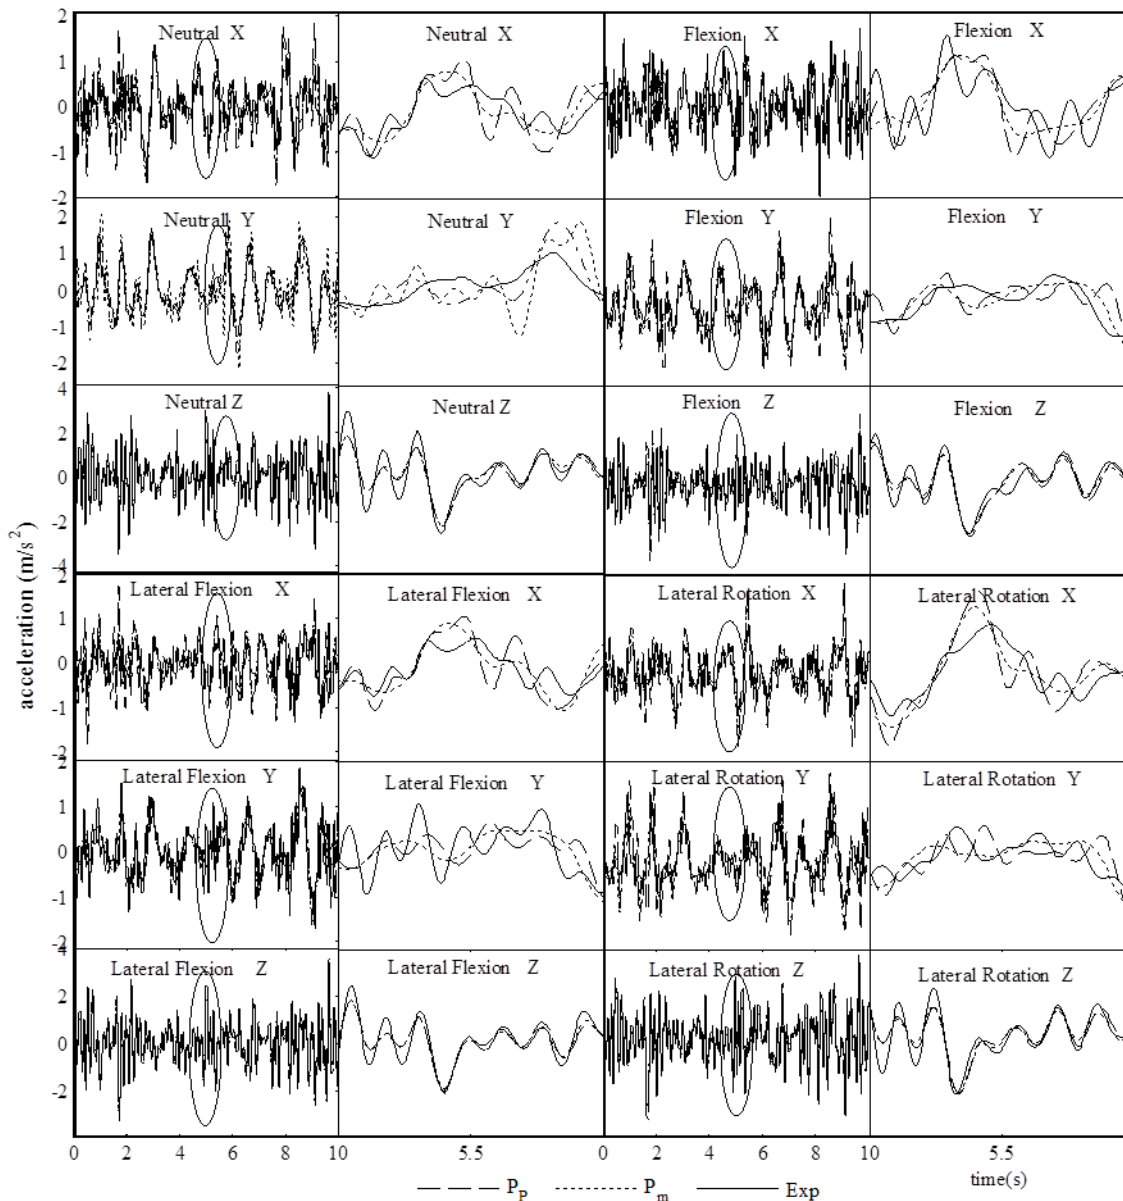 2
Neutral X
Neutral X
Flexion X
Flexion X
1
0
-1
-2
2
Neutral Y
Neutral Y
Flexion Y
Flexion Y
1
0
-1
-2
4
Neutral Z
Neutral Z
Flexion Z
Flexion Z
2
0
-2
-4
acceleration (m/s²)
2
Lateral Flexion X
Lateral Flexion X
Lateral Rotation X
Lateral Rotation X
1
0
-1
-2
2
Lateral Flexion Y
Lateral Flexion Y
Lateral Rotation Y
Lateral Rotation Y
1
0
-1
-2
4
Lateral Flexion Z
Lateral Flexion Z
Lateral Rotation Z
Lateral Rotation Z
2
0
-2
0 2 4 6 8 10 5.5 0 2 4 6 8 10 5.5
time(s)
P_P P_m Exp